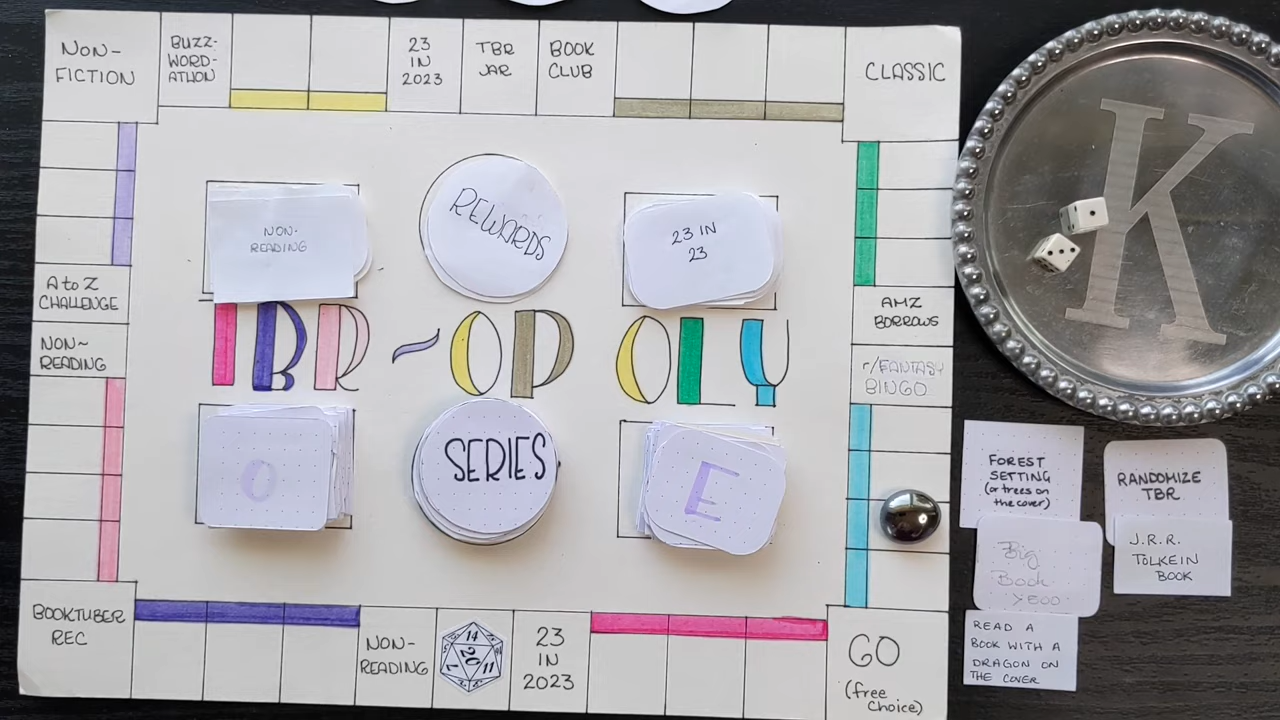 NON-
FICTION
BUZZ-
WORD-
ATHON
23
IN
2023
TBR
JAR
BOOK
CLUB
CLASSIC
K
NON-
READING
REWARDS
23 IN
23
A to Z
CHALLENGE
AMZ
BORROWS
TBR~OPOLY
NON-
READING
r/FANTASY
BINGO
O
SERIES
E
FOREST
SETTING
(or trees on
the cover)
RANDOMIZE
TBR
Big
Book
>500
J.R.R.
TOLKEIN
BOOK
READ A
BOOK WITH A
DRAGON ON
THE COVER
BOOKTUBER
REC
NON-
READING
14
20
11
23
IN
2023
GO
(free
Choice)